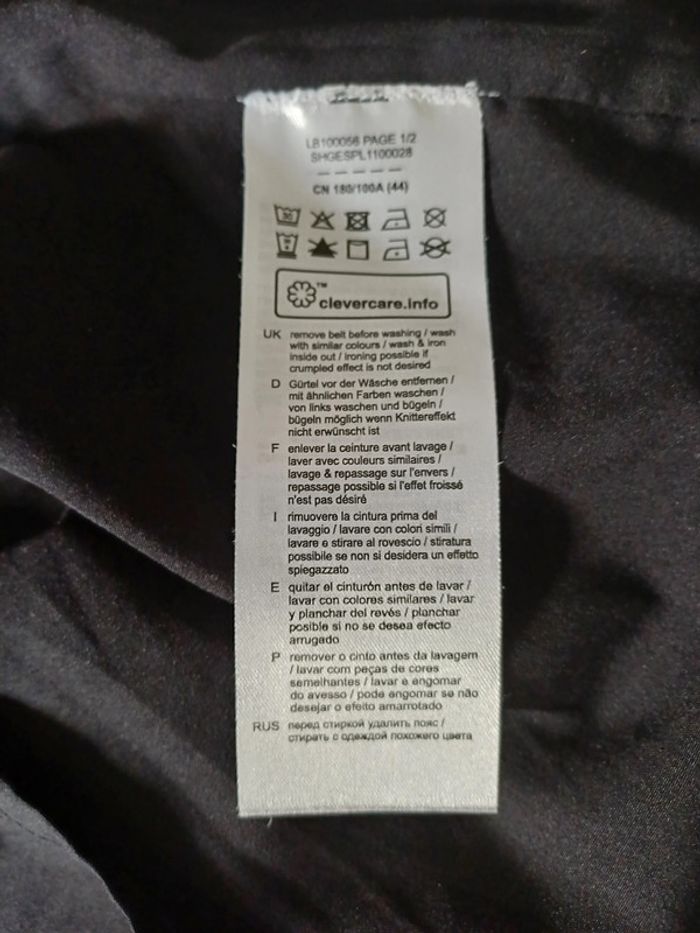 LB100056 PAGE 1/2
SHGESPL1100028
- - - - -
CN 180/100A (44)
clevercare.info
UK remove belt before washing / wash
with similar colours / wash & iron
inside out / ironing possible if
crumpled effect is not desired
D Gürtel vor der Wäsche entfernen /
mit ähnlichen Farben waschen /
von links waschen und bügeln /
bügeln möglich wenn Knittereffekt
nicht erwünscht ist
F enlever la ceinture avant lavage /
laver avec couleurs similaires /
lavage & repassage sur l'envers /
repassage possible si l'effet froissé
n'est pas désiré
I rimuovere la cintura prima del
lavaggio / lavare con colori simili /
lavare e stirare al rovescio / stiratura
possibile se non si desidera un effetto
spiegazzato
E quitar el cinturón antes de lavar /
lavar con colores similares / lavar
y planchar del revés / planchar
posible si no se desea efecto
arrugado
P remover o cinto antes da lavagem
/ lavar com peças de cores
semelhantes / lavar e engomar
do avesso / pode engomar se não
desejar o efeito amarrotado
RUS перед стиркой удалить пояс /
стирать с одеждой похожего цвета